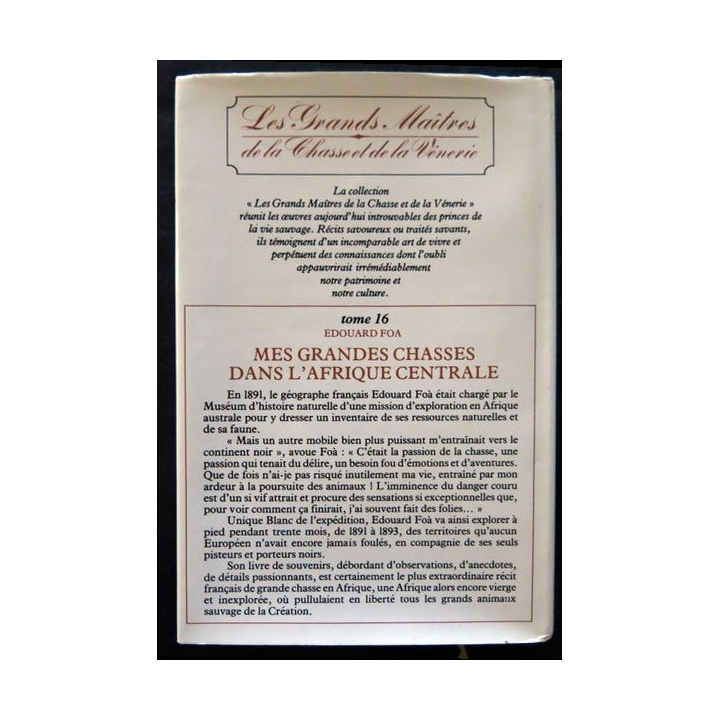 Les Grands Maîtres
de la Chasse et de la Vénerie
La collection
« Les Grands Maîtres de la Chasse et de la Vénerie »
réunit les œuvres aujourd'hui introuvables des princes de
la vie sauvage. Récits savoureux ou traités savants,
ils témoignent d'un incomparable art de vivre et
perpétuent des connaissances dont l'oubli
appauvrirait irrémédiablement
notre patrimoine et
notre culture.
tome 16
EDOUARD FOA
MES GRANDES CHASSES
DANS L'AFRIQUE CENTRALE
En 1891, le géographe français Edouard Foà était chargé par le
Muséum d'histoire naturelle d'une mission d'exploration en Afrique
australe pour y dresser un inventaire de ses ressources naturelles et
de sa faune.
« Mais un autre mobile bien plus puissant m'entraînait vers le
continent noir », avoue Foà : « C'était la passion de la chasse, une
passion qui tenait du délire, un besoin fou d'émotions et d'aventures.
Que de fois n'ai-je pas risqué inutilement ma vie, entraîné par mon
ardeur à la poursuite des animaux ! L'imminence du danger couru
est d'un si vif attrait et procure des sensations si exceptionnelles que,
pour voir comment ça finirait, j'ai souvent fait des folies... »
Unique Blanc de l'expédition, Edouard Foà va ainsi explorer à
pied pendant trente mois, de 1891 à 1893, des territoires qu'aucun
Européen n'avait encore jamais foulés, en compagnie de ses seuls
pisteurs et porteurs noirs.
Son livre de souvenirs, débordant d'observations, d'anecdotes,
de détails passionnants, est certainement le plus extraordinaire récit
français de grande chasse en Afrique, une Afrique alors encore vierge
et inexplorée, où pullulaient en liberté tous les grands animaux
sauvage de la Création.